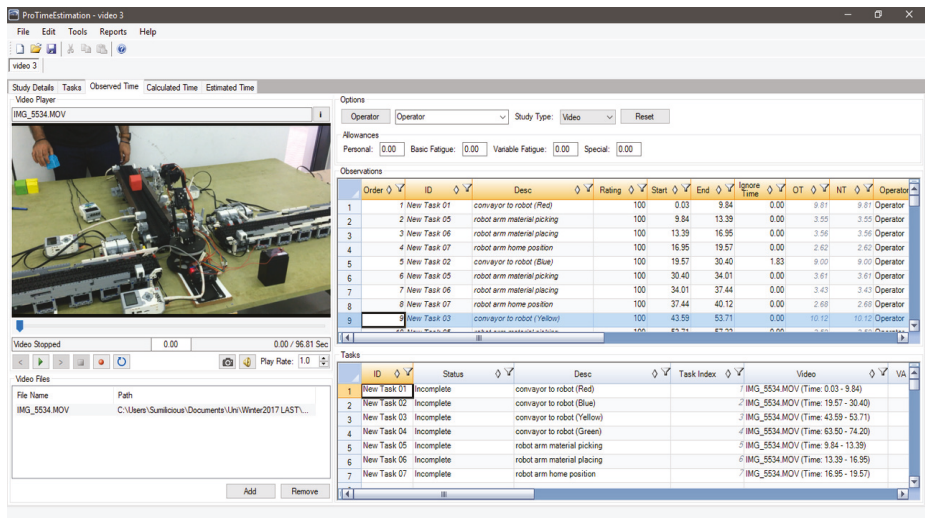 ProTimeEstimation - video 3
File Edit Tools Reports Help
video 3
Study Details Tasks Observed Time Calculated Time Estimated Time
Video Player
IMG_5534.MOV i
Video Stopped 0.00 0.00 / 96.81 Sec
Play Rate: 1.0
Video Files
File Name Path
IMG_5534.MOV C:\Users\Sumilicious\Documents\Uni\Winter2017 LAST\...
Add Remove
Options
Operator Operator Study Type: Video Reset
Allowances
Personal: 0.00 Basic Fatigue: 0.00 Variable Fatigue: 0.00 Special: 0.00
Observations
Order ID Desc Rating Start End Ignore Time OT NT Operator
1 1 New Task 01 convayor to robot (Red) 100 0.03 9.84 0.00 9.81 9.81 Operator
2 2 New Task 05 robot arm material picking 100 9.84 13.39 0.00 3.55 3.55 Operator
3 3 New Task 06 robot arm material placing 100 13.39 16.95 0.00 3.56 3.56 Operator
4 4 New Task 07 robot arm home position 100 16.95 19.57 0.00 2.62 2.62 Operator
5 5 New Task 02 convayor to robot (Blue) 100 19.57 30.40 1.83 9.00 9.00 Operator
6 6 New Task 05 robot arm material picking 100 30.40 34.01 0.00 3.61 3.61 Operator
7 7 New Task 06 robot arm material placing 100 34.01 37.44 0.00 3.43 3.43 Operator
8 8 New Task 07 robot arm home position 100 37.44 40.12 0.00 2.68 2.68 Operator
9 9 New Task 03 convayor to robot (Yellow) 100 43.59 53.71 0.00 10.12 10.12 Operator
Tasks
ID Status Desc Task Index Video VA
1 New Task 01 Incomplete convayor to robot (Red) 1 IMG_5534.MOV (Time: 0.03 - 9.84)
2 New Task 02 Incomplete convayor to robot (Blue) 2 IMG_5534.MOV (Time: 19.57 - 30.40)
3 New Task 03 Incomplete convayor to robot (Yellow) 3 IMG_5534.MOV (Time: 43.59 - 53.71)
4 New Task 04 Incomplete convayor to robot (Green) 4 IMG_5534.MOV (Time: 63.50 - 74.20)
5 New Task 05 Incomplete robot arm material picking 5 IMG_5534.MOV (Time: 9.84 - 13.39)
6 New Task 06 Incomplete robot arm material placing 6 IMG_5534.MOV (Time: 13.39 - 16.95)
7 New Task 07 Incomplete robot arm home position 7 IMG_5534.MOV (Time: 16.95 - 19.57)